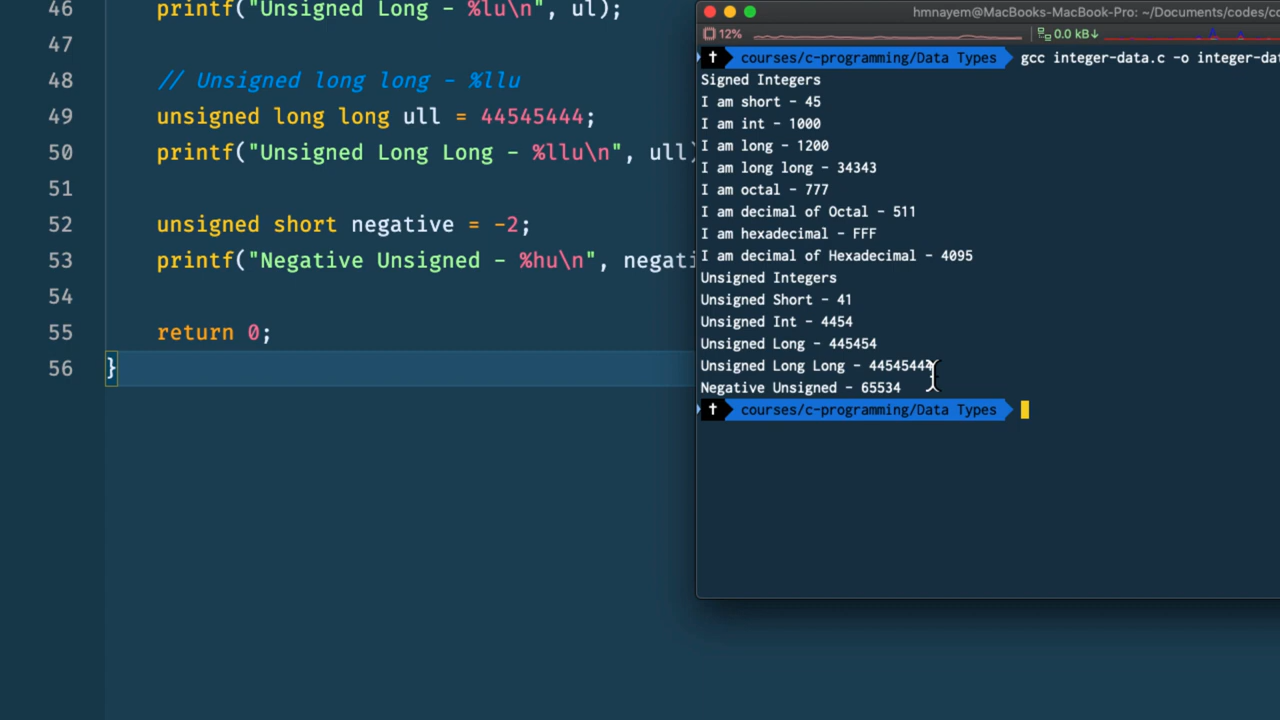 46 printf("Unsigned Long - %lu\n", ul);
47
48 // Unsigned long long - %llu
49 unsigned long long ull = 44545444;
50 printf("Unsigned Long Long - %llu\n", ull)
51
52 unsigned short negative = -2;
53 printf("Negative Unsigned - %hu\n", negati
54
55 return 0;
56 }
hmnayem@MacBooks-MacBook-Pro: ~/Documents/codes/co
12% 0.0 kB↓
courses/c-programming/Data Types gcc integer-data.c -o integer-dat
Signed Integers
I am short - 45
I am int - 1000
I am long - 1200
I am long long - 34343
I am octal - 777
I am decimal of Octal - 511
I am hexadecimal - FFF
I am decimal of Hexadecimal - 4095
Unsigned Integers
Unsigned Short - 41
Unsigned Int - 4454
Unsigned Long - 445454
Unsigned Long Long - 44545444
Negative Unsigned - 65534
courses/c-programming/Data Types